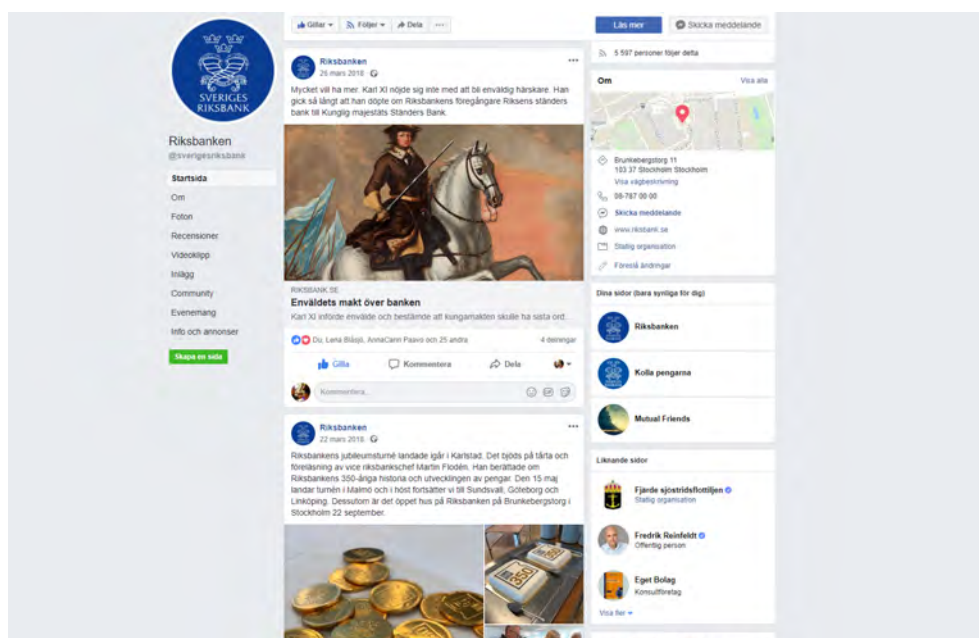 SVERIGES
RIKSBANK
Riksbanken
@sverigesriksbank
Startsida
Om
Foton
Recensioner
Videoklipp
Inlägg
Community
Evenemang
Info och annonser
Skapa en sida
Gillar
Följer
Dela
Läs mer
Skicka meddelande
Riksbanken
26 mars 2018
Mycket vill ha mer. Karl XI nöjde sig inte med att bli enväldig härskare. Han
gick så långt att han döpte om Riksbankens föregångare Riksens ständers
bank till Kunglig majestäts Ständers Bank.
RIKSBANK.SE
Enväldets makt över banken
Karl XI införde envälde och bestämde att kungamakten skulle ha sista ord...
Du, Lena Blåsjö, AnnaCarin Paavo och 25 andra
4 delningar
Gilla
Kommentera
Dela
Kommentera...
Riksbanken
22 mars 2018
Riksbankens jubileumsturné landade igår i Karlstad. Det bjöds på tårta och
föreläsning av vice riksbankschef Martin Flodén. Han berättade om
Riksbankens 350-åriga historia och utvecklingen av pengar. Den 15 maj
landar turnén i Malmö och i höst fortsätter vi till Sundsvall, Göteborg och
Linköping. Dessutom är det öppet hus på Riksbanken på Brunkebergstorg i
Stockholm 22 september.
350
350
5 597 personer följer detta
Om
Visa alla
Brunkebergstorg 11
103 37 Stockholm Stockholm
Visa vägbeskrivning
08-787 00 00
Skicka meddelande
www.riksbank.se
Statlig organisation
Föreslå ändringar
Dina sidor (bara synliga för dig)
Riksbanken
Kolla pengarna
Mutual Friends
Liknande sidor
Fjärde sjöstridsflottiljen
Statlig organisation
Fredrik Reinfeldt
Offentlig person
Eget Bolag
Konsultföretag
Visa fler